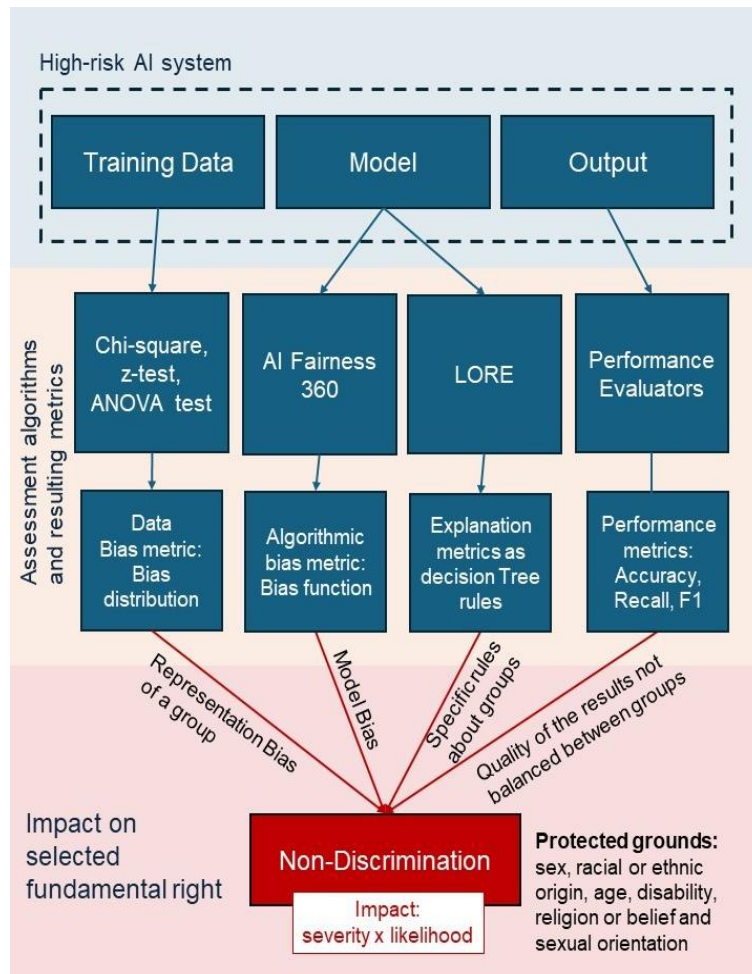 High-risk AI system
Training Data
Model
Output
Assessment algorithms
and resulting metrics
Chi-square,
z-test,
ANOVA test
AI Fairness
360
LORE
Performance
Evaluators
Data
Bias metric:
Bias
distribution
Algorithmic
bias metric:
Bias function
Explanation
metrics as
decision Tree
rules
Performance
metrics:
Accuracy,
Recall, F1
Representation Bias
of a group
Model Bias
Specific rules
about groups
Quality of the results not
balanced between groups
Impact on
selected
fundamental right
Non-Discrimination
Impact:
severity x likelihood
Protected grounds:
sex, racial or ethnic
origin, age, disability,
religion or belief and
sexual orientation